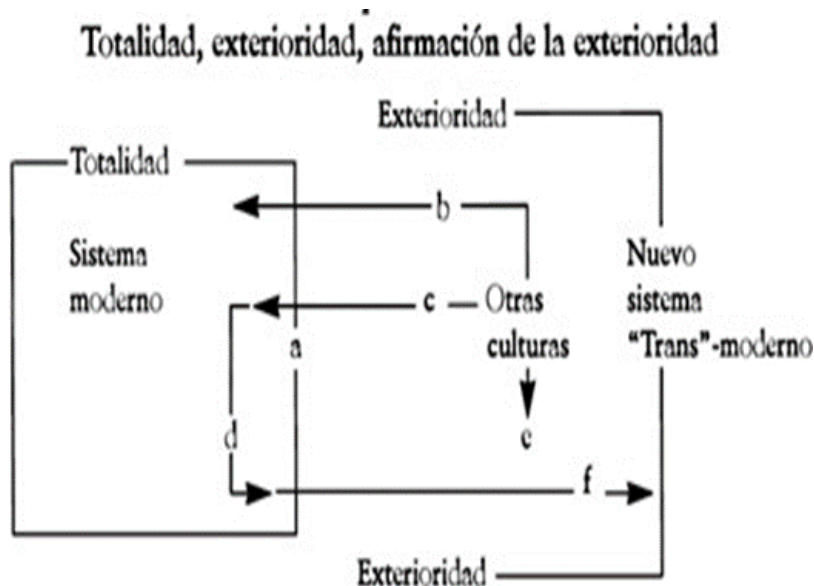 Totalidad, exterioridad, afirmación de la exterioridad
Exterioridad
Totalidad
b
Sistema
moderno
Nuevo
sistema
“Trans”-moderno
c
Otras
culturas
a
d
e
f
Exterioridad